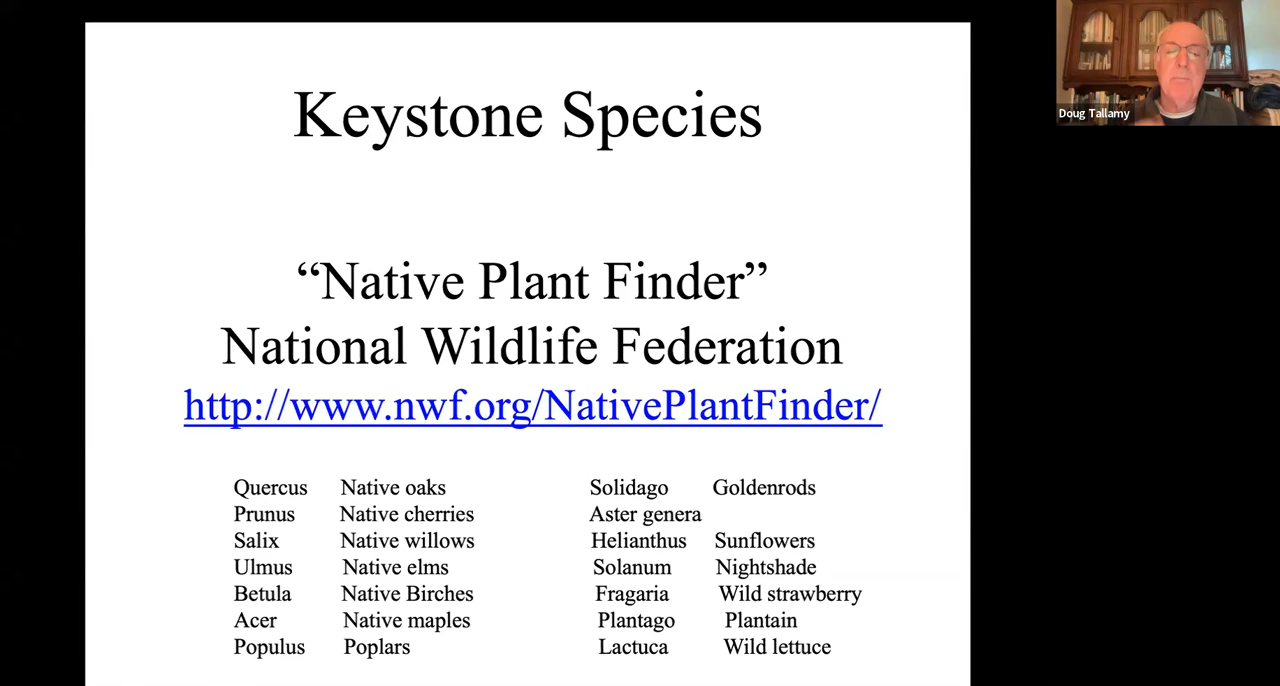 Keystone Species
Doug Tallamy
“Native Plant Finder”
National Wildlife Federation
http://www.nwf.org/NativePlantFinder/
Quercus Native oaks Solidago Goldenrods
Prunus Native cherries Aster genera
Salix Native willows Helianthus Sunflowers
Ulmus Native elms Solanum Nightshade
Betula Native Birches Fragaria Wild strawberry
Acer Native maples Plantago Plantain
Populus Poplars Lactuca Wild lettuce